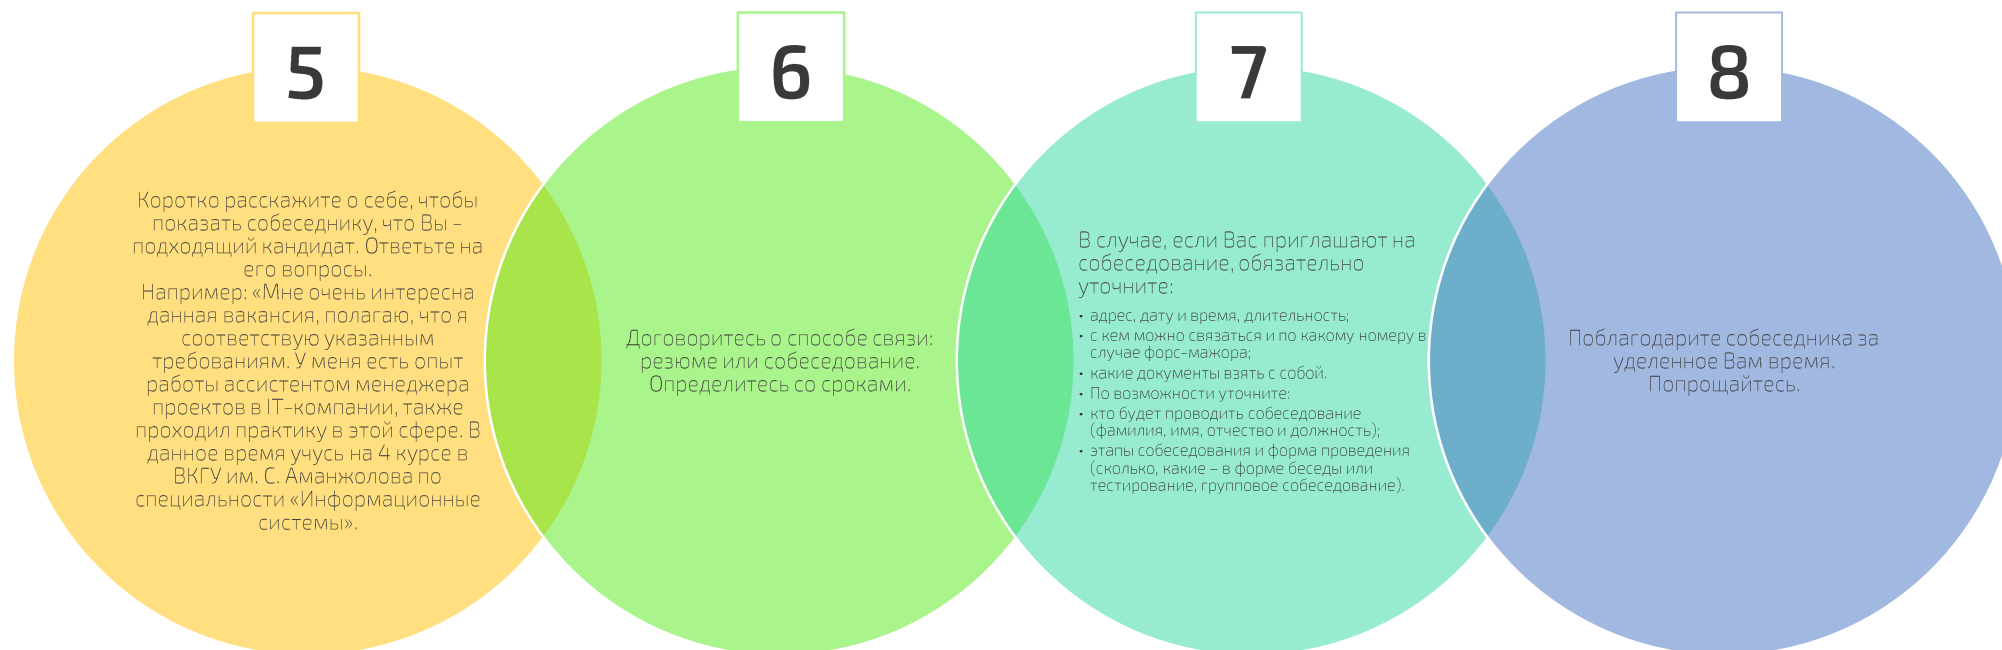 5
Коротко расскажите о себе, чтобы
показать собеседнику, что Вы -
подходящий кандидат. Ответьте на
его вопросы.
Например: «Мне очень интересна
данная вакансия, полагаю, что я
соответствую указанным
требованиям. У меня есть опыт
работы ассистентом менеджера
проектов в IT-компании, также
проходил практику в этой сфере. В
данное время учусь на 4 курсе в
ВКГУ им. С. Аманжолова по
специальности «Информационные
системы».
6
Договоритесь о способе связи:
резюме или собеседование.
Определитесь со сроками.
7
В случае, если Вас приглашают на
собеседование, обязательно
уточните:
• адрес, дату и время, длительность;
• с кем можно связаться и по какому номеру в
случае форс-мажора;
• какие документы взять с собой.
• По возможности уточните:
• кто будет проводить собеседование
(фамилия, имя, отчество и должность);
• этапы собеседования и форма проведения
(сколько, какие – в форме беседы или
тестирование, групповое собеседование).
8
Поблагодарите собеседника за
уделенное Вам время.
Попрощайтесь.